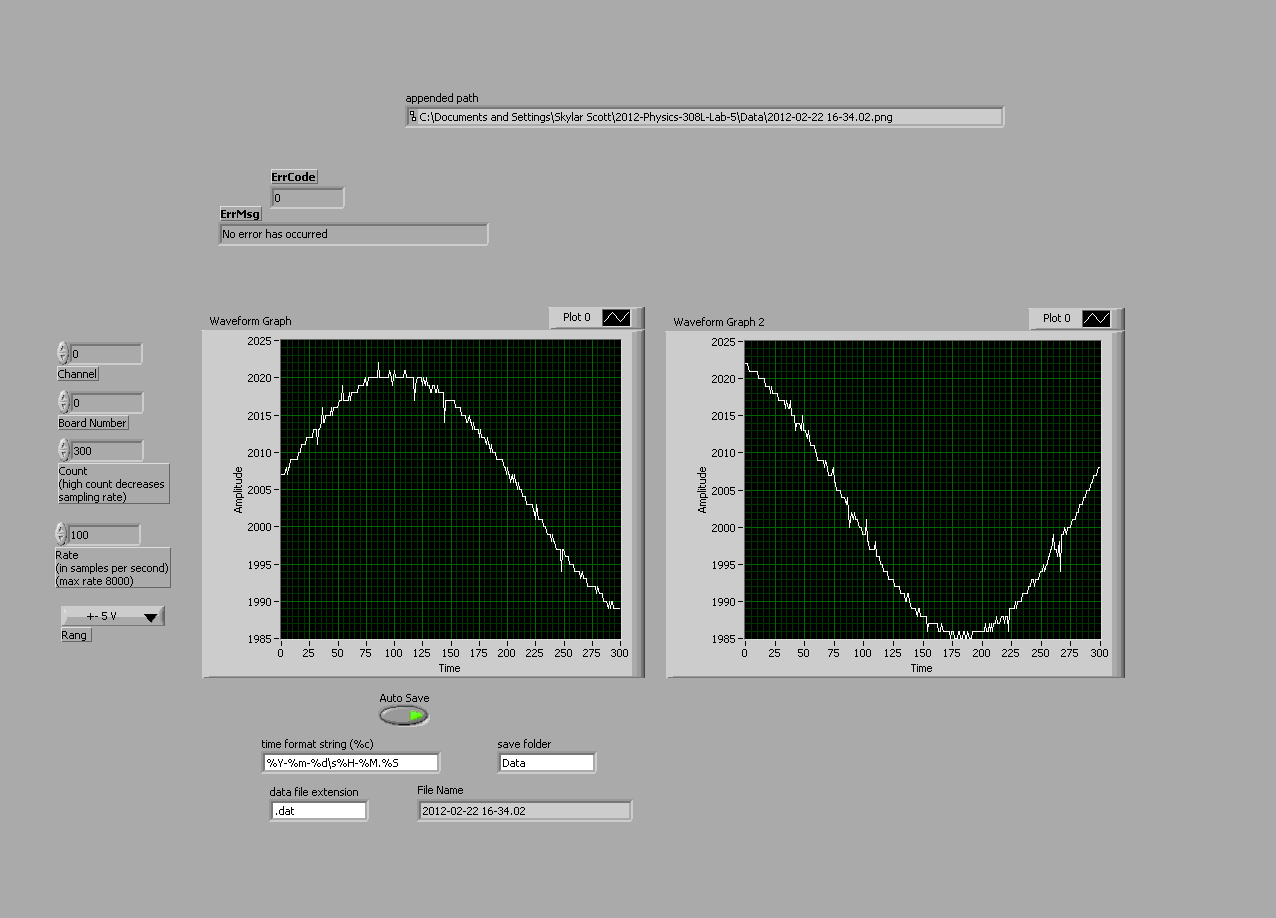 appended path
C:\Documents and Settings\Skylar Scott\2012-Physics-308L-Lab-5\Data\2012-02-22 16-34.02.png
ErrCode
0
ErrMsg
No error has occurred
0
Channel
0
Board Number
300
Count
(high count decreases
sampling rate)
100
Rate
(in samples per second)
(max rate 8000)
+- 5 V
Rang
Waveform Graph
Plot 0
Amplitude
2025
2020
2015
2010
2005
2000
1995
1990
1985
0 25 50 75 100 125 150 175 200 225 250 275 300
Time
Waveform Graph 2
Plot 0
Amplitude
2025
2020
2015
2010
2005
2000
1995
1990
1985
0 25 50 75 100 125 150 175 200 225 250 275 300
Time
Auto Save
time format string (%c)
%Y-%m-%d\s%H-%M.%S
save folder
Data
data file extension
.dat
File Name
2012-02-22 16-34.02